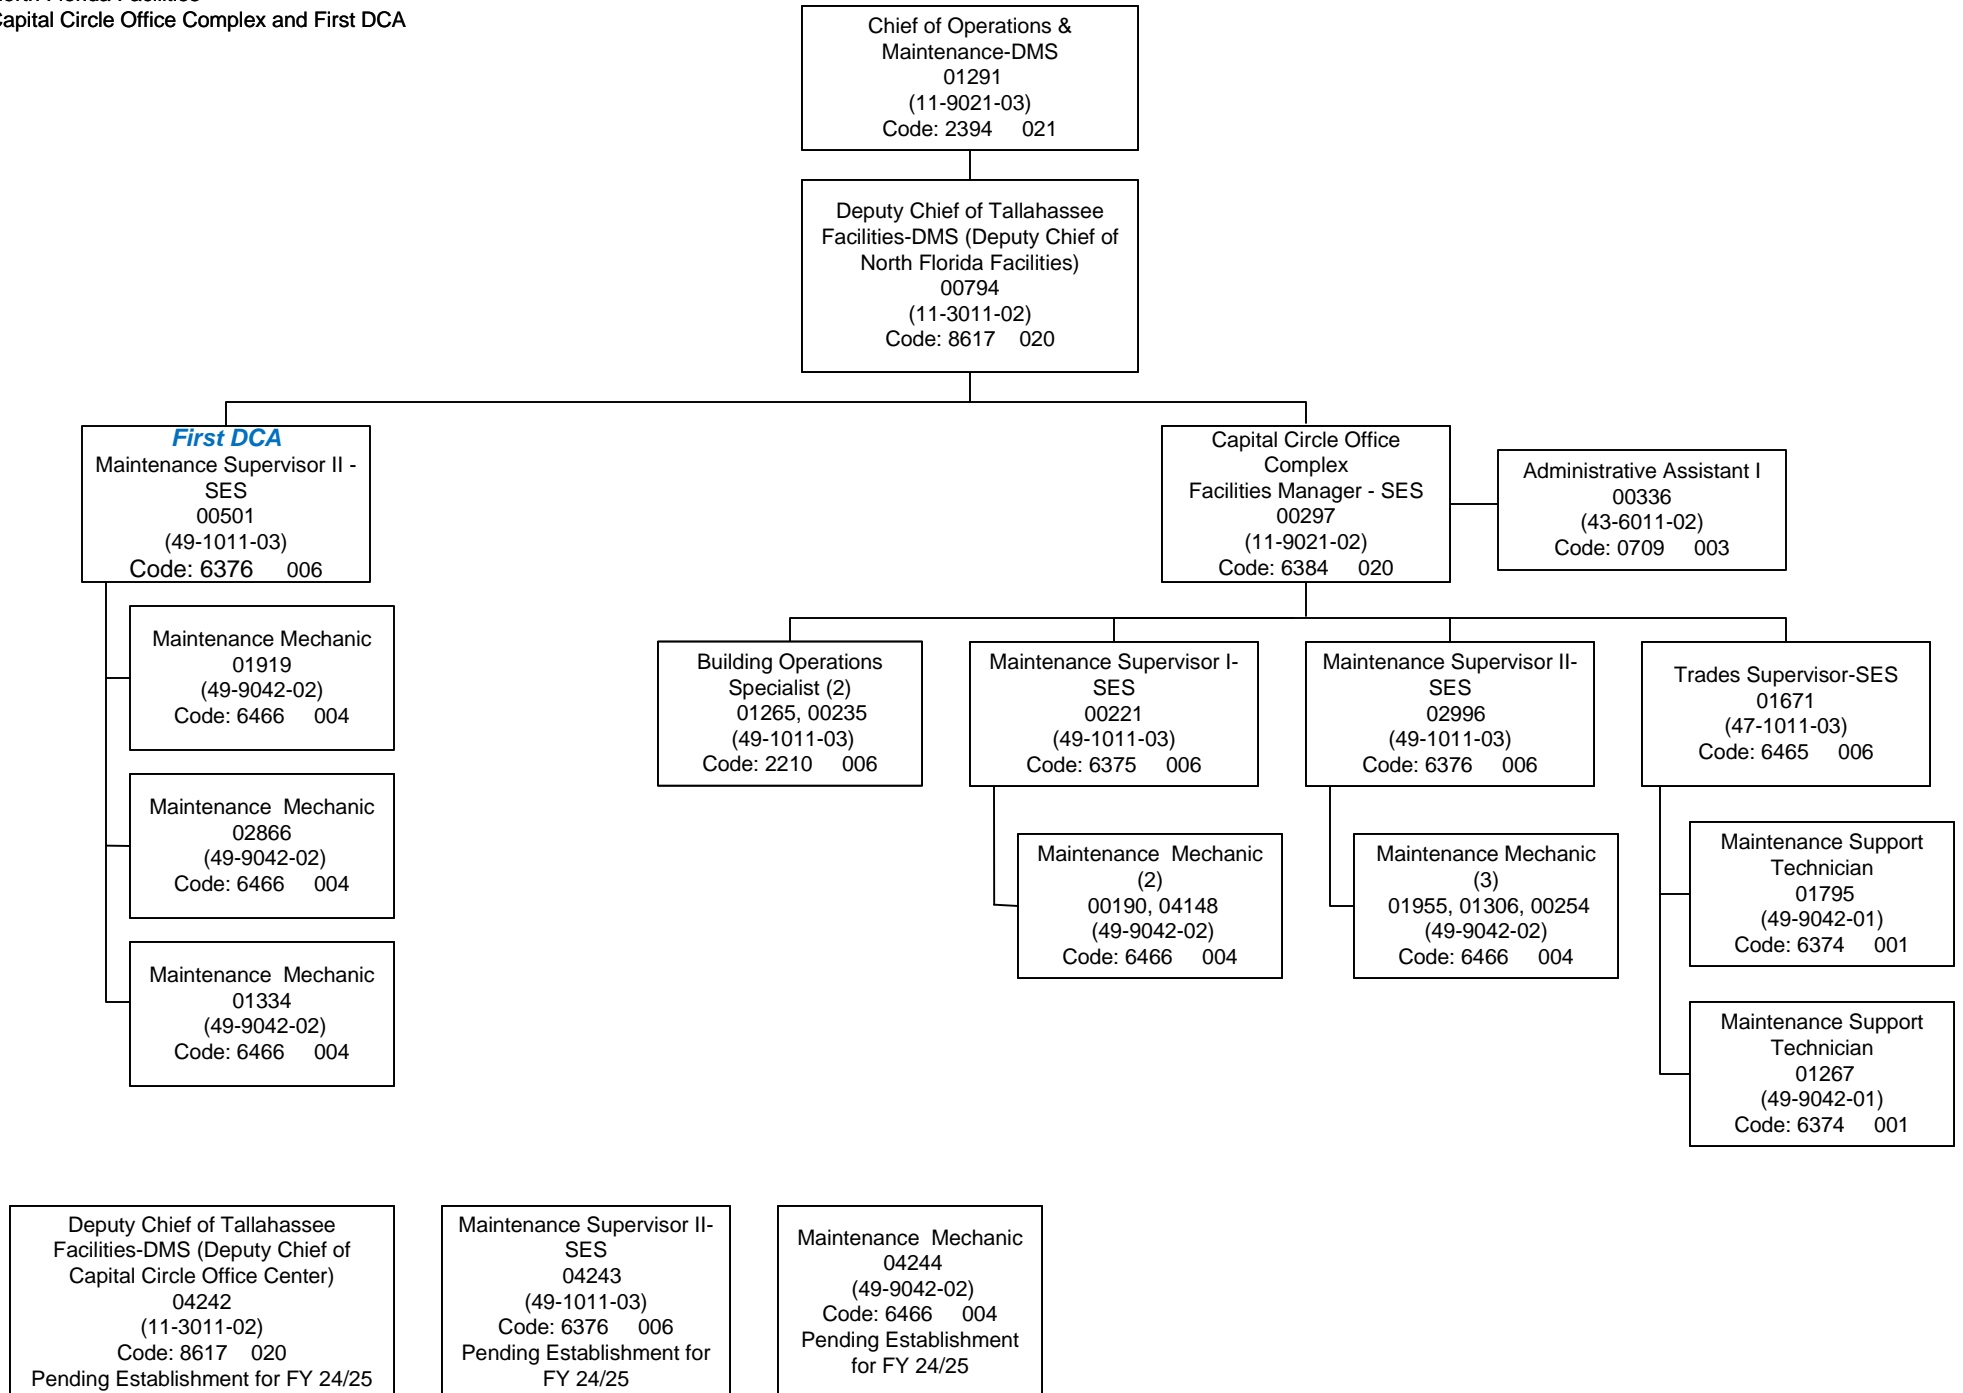 Capital Circle Office Complex and First DCA
Chief of Operations &
Maintenance-DMS
01291
(11-9021-03)
Code: 2394 021
Deputy Chief of Tallahassee
Facilities-DMS (Deputy Chief of
North Florida Facilities)
00794
(11-3011-02)
Code: 8617 020
First DCA
Maintenance Supervisor II -
SES
00501
(49-1011-03)
Code: 6376 006
Capital Circle Office
Complex
Facilities Manager - SES
00297
(11-9021-02)
Code: 6384 020
Administrative Assistant I
00336
(43-6011-02)
Code: 0709 003
Maintenance Mechanic
01919
(49-9042-02)
Code: 6466 004
Maintenance Mechanic
02866
(49-9042-02)
Code: 6466 004
Maintenance Mechanic
01334
(49-9042-02)
Code: 6466 004
Building Operations
Specialist (2)
01265, 00235
(49-1011-03)
Code: 2210 006
Maintenance Supervisor I-
SES
00221
(49-1011-03)
Code: 6375 006
Maintenance Supervisor II-
SES
02996
(49-1011-03)
Code: 6376 006
Trades Supervisor-SES
01671
(47-1011-03)
Code: 6465 006
Maintenance Mechanic
(2)
00190, 04148
(49-9042-02)
Code: 6466 004
Maintenance Mechanic
(3)
01955, 01306, 00254
(49-9042-02)
Code: 6466 004
Maintenance Support
Technician
01795
(49-9042-01)
Code: 6374 001
Maintenance Support
Technician
01267
(49-9042-01)
Code: 6374 001
Deputy Chief of Tallahassee
Facilities-DMS (Deputy Chief of
Capital Circle Office Center)
04242
(11-3011-02)
Code: 8617 020
Pending Establishment for FY 24/25
Maintenance Supervisor II-
SES
04243
(49-1011-03)
Code: 6376 006
Pending Establishment for
FY 24/25
Maintenance Mechanic
04244
(49-9042-02)
Code: 6466 004
Pending Establishment
for FY 24/25